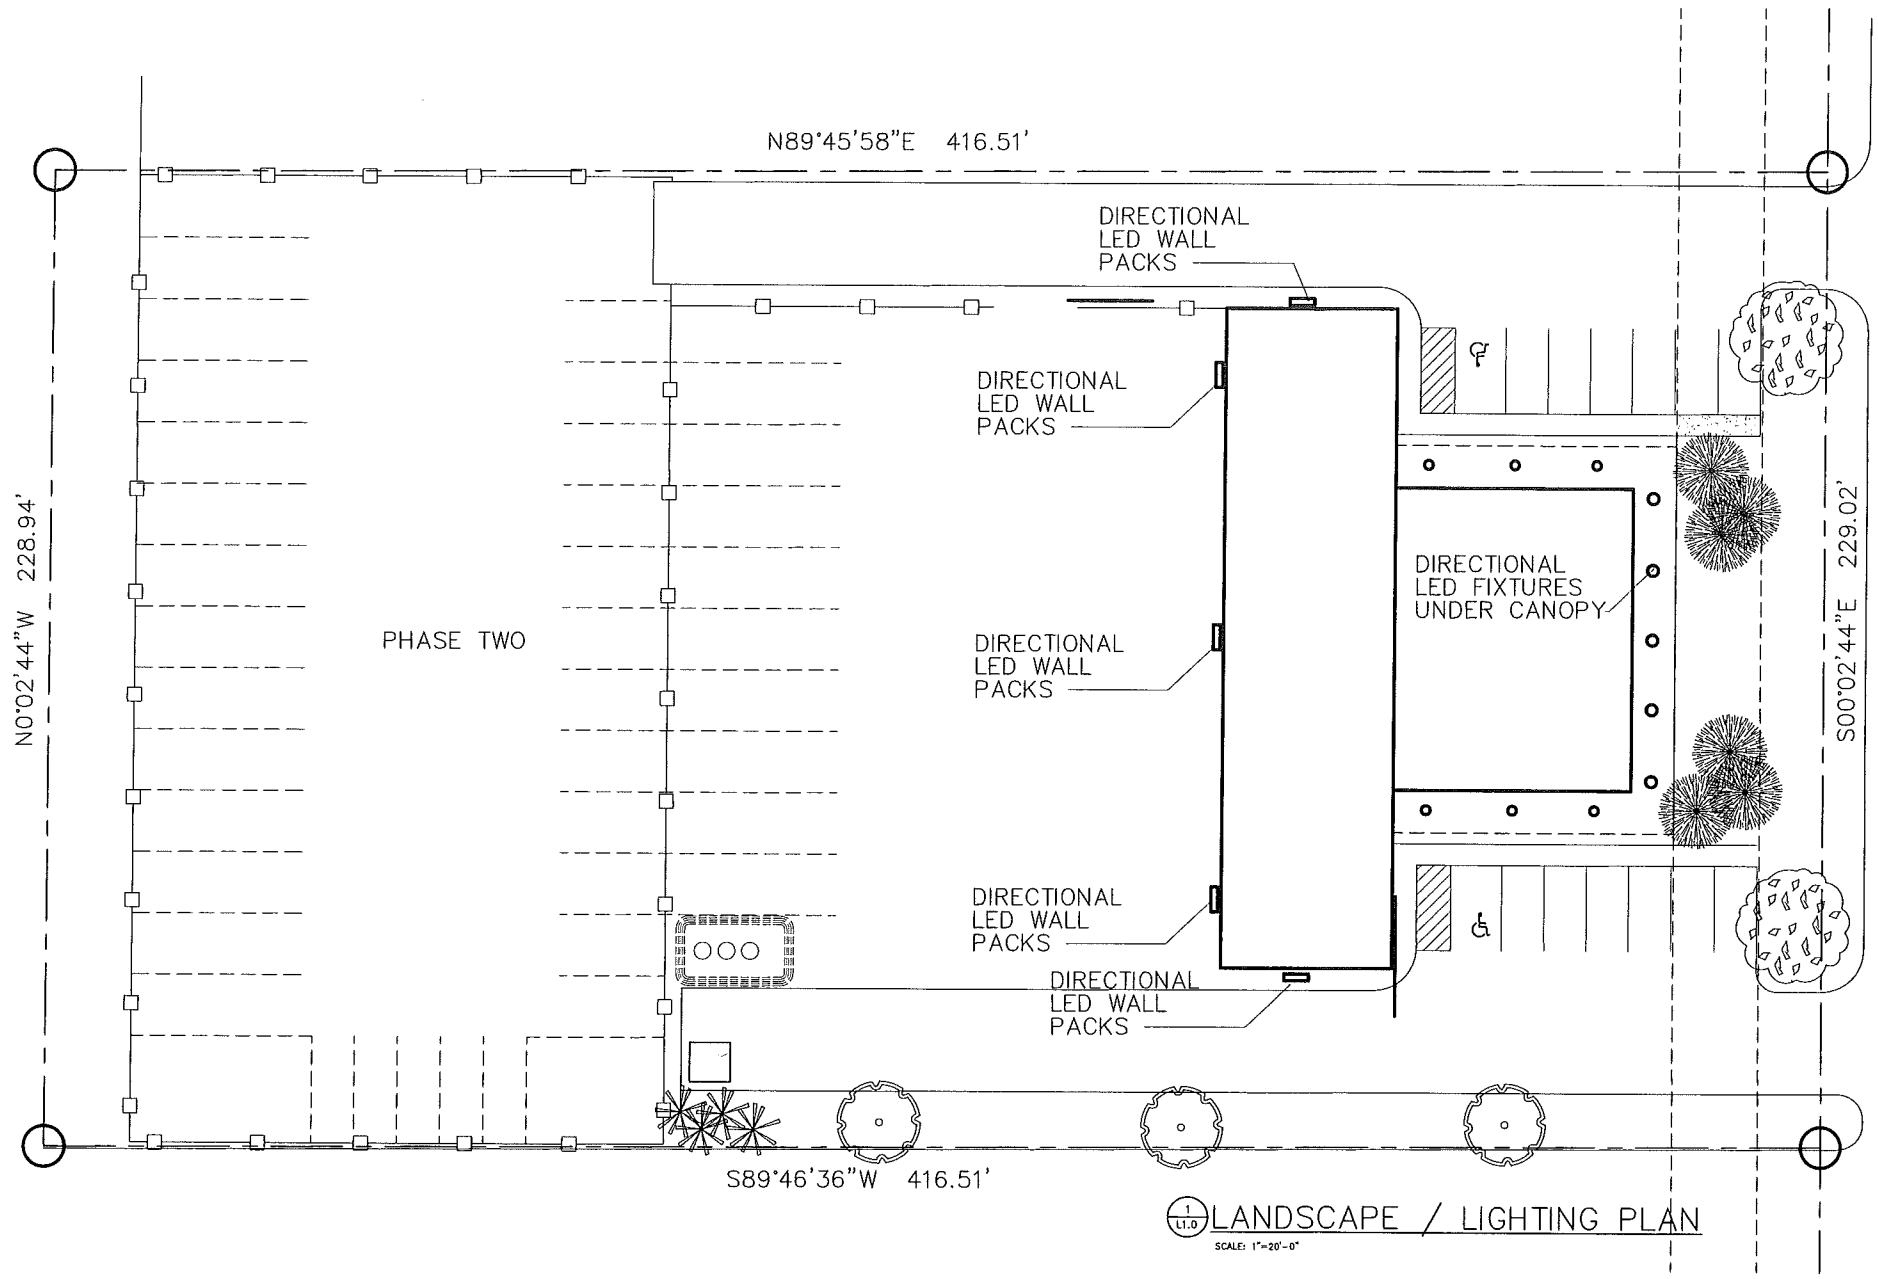 N89°45'58"E 416.51'
DIRECTIONAL
LED WALL
PACKS
DIRECTIONAL
LED WALL
PACKS
N0°02'44"W 228.94'
S00°02'44"E 229.02'
DIRECTIONAL
LED FIXTURES
UNDER CANOPY
PHASE TWO
DIRECTIONAL
LED WALL
PACKS
DIRECTIONAL
LED WALL
PACKS
DIRECTIONAL
LED WALL
PACKS
S89°46'36"W 416.51'
1
L1.0
LANDSCAPE / LIGHTING PLAN
SCALE: 1"=20'-0"